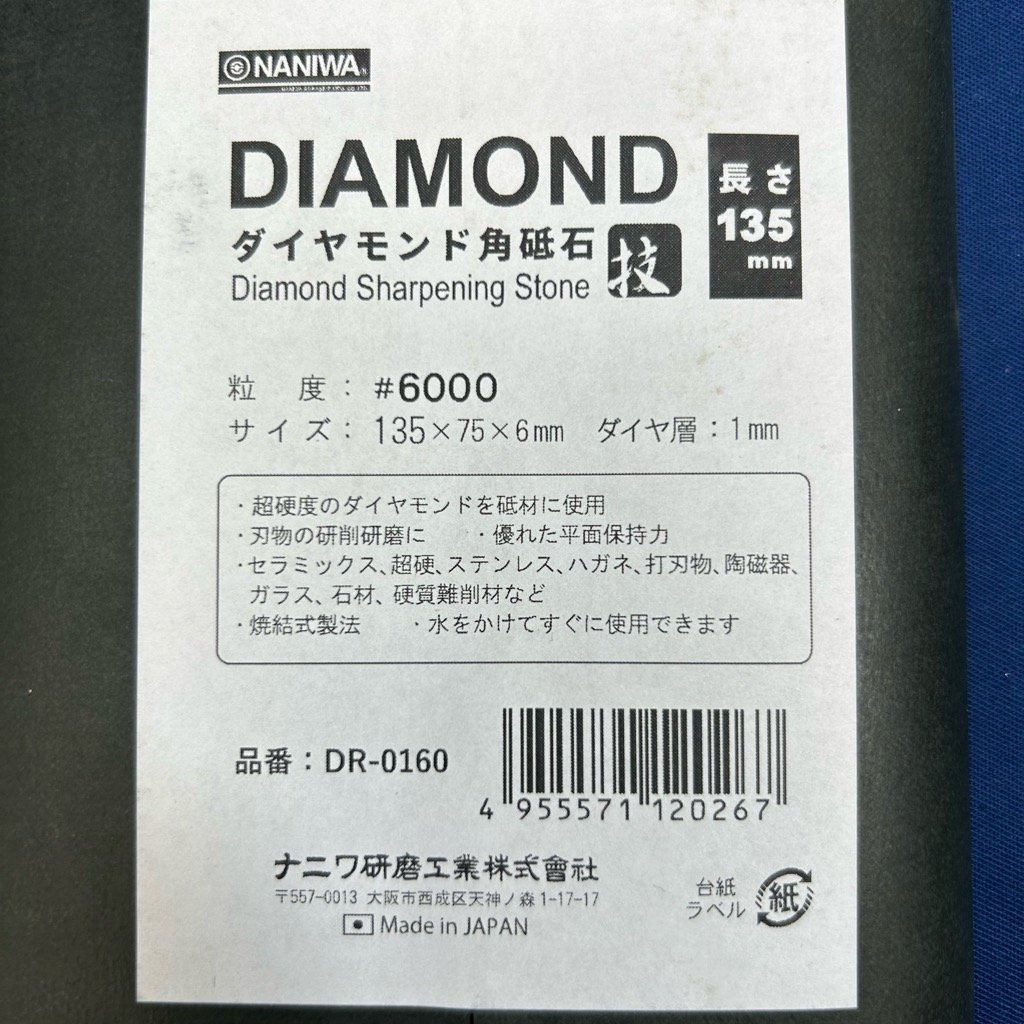 NANIWA
DIAMOND
長さ
135
mm
ダイヤモンド角砥石
技
Diamond Sharpening Stone
粒 度: #6000
サイズ: 135×75×6mm ダイヤ層:1mm
・超硬度のダイヤモンドを砥材に使用
・刃物の研削研磨に ・優れた平面保持力
・セラミックス、超硬、ステンレス、ハガネ、打刃物、陶磁器、
ガラス、石材、硬質難削材など
・焼結式製法 ・水をかけてすぐに使用できます
品番:DR-0160
4 955571 120267
ナニワ研磨工業株式會社
〒557-0013 大阪市西成区天神ノ森1-17-17
Made in JAPAN
台紙
ラベル
紙